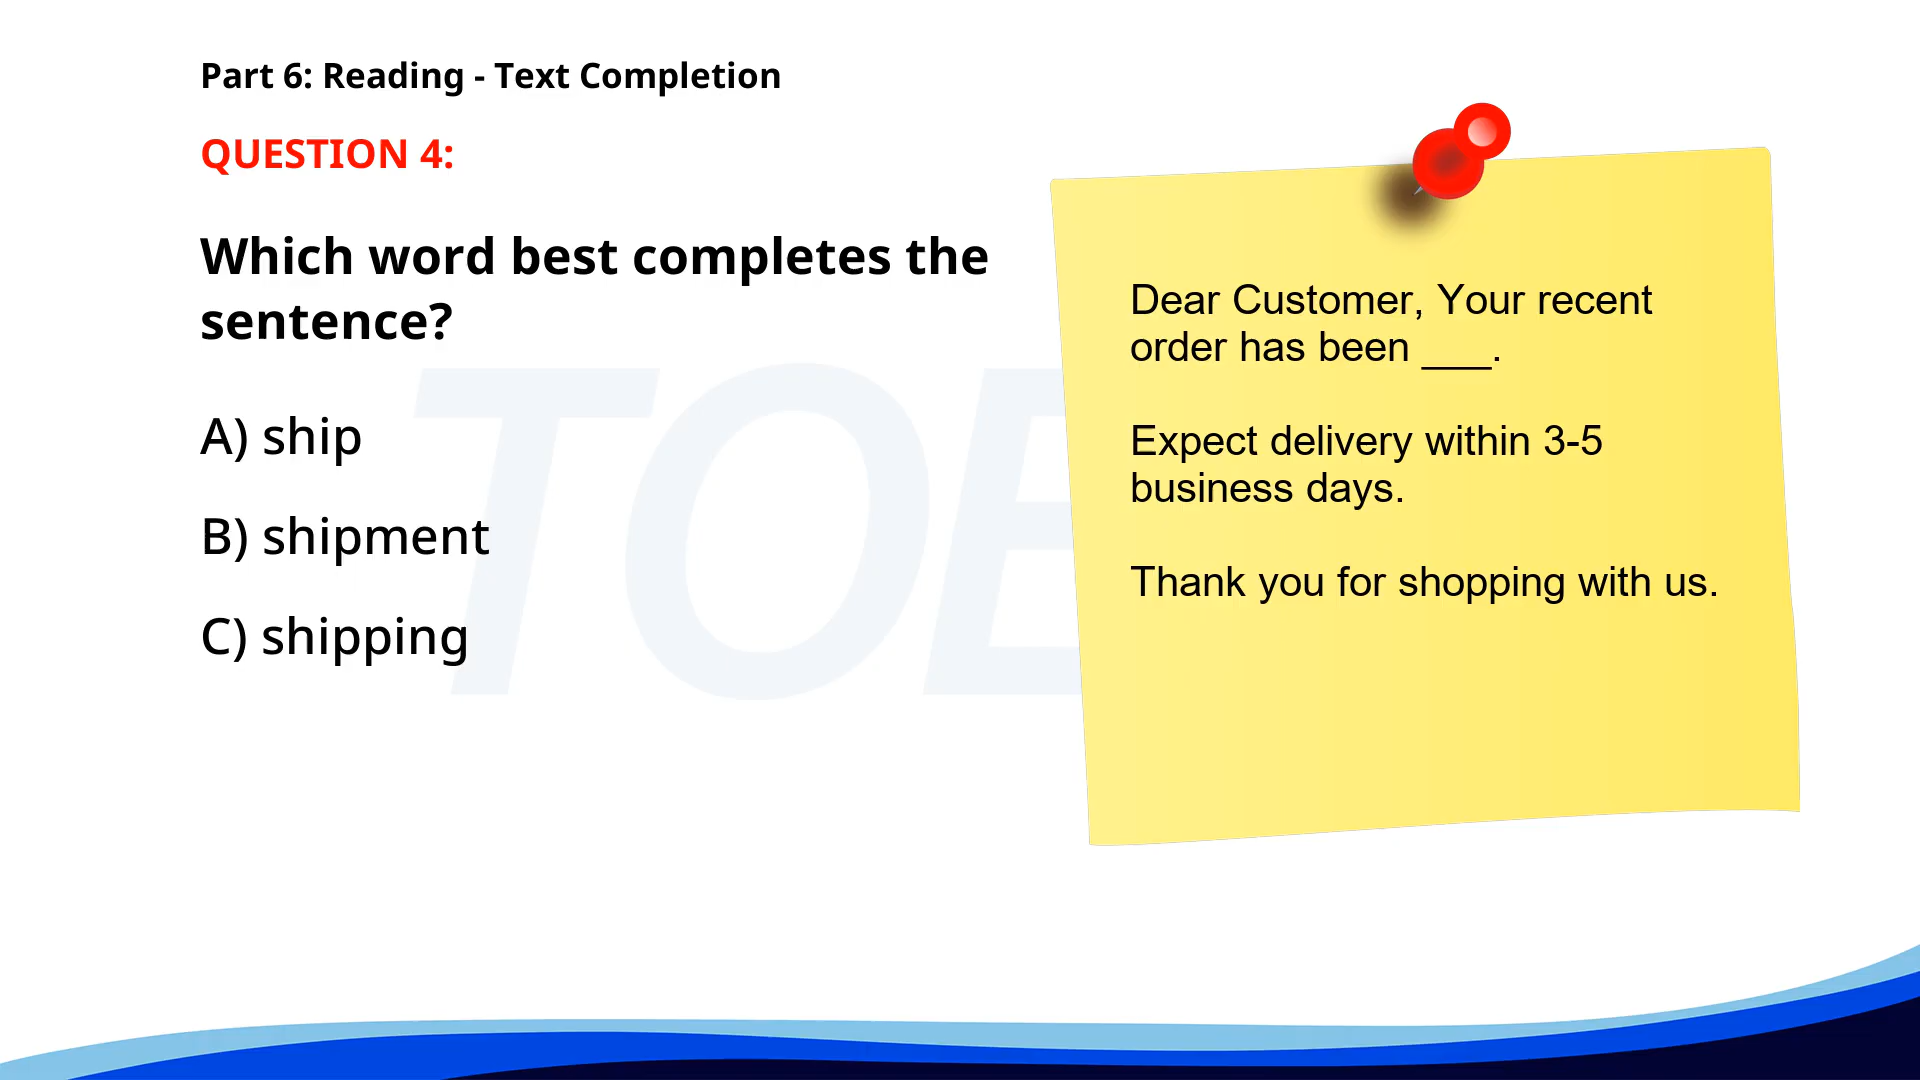 Part 6: Reading - Text Completion
QUESTION 4:
Which word best completes the
sentence?
A) ship
B) shipment
C) shipping
Dear Customer, Your recent
order has been ___.
Expect delivery within 3-5
business days.
Thank you for shopping with us.
TOE